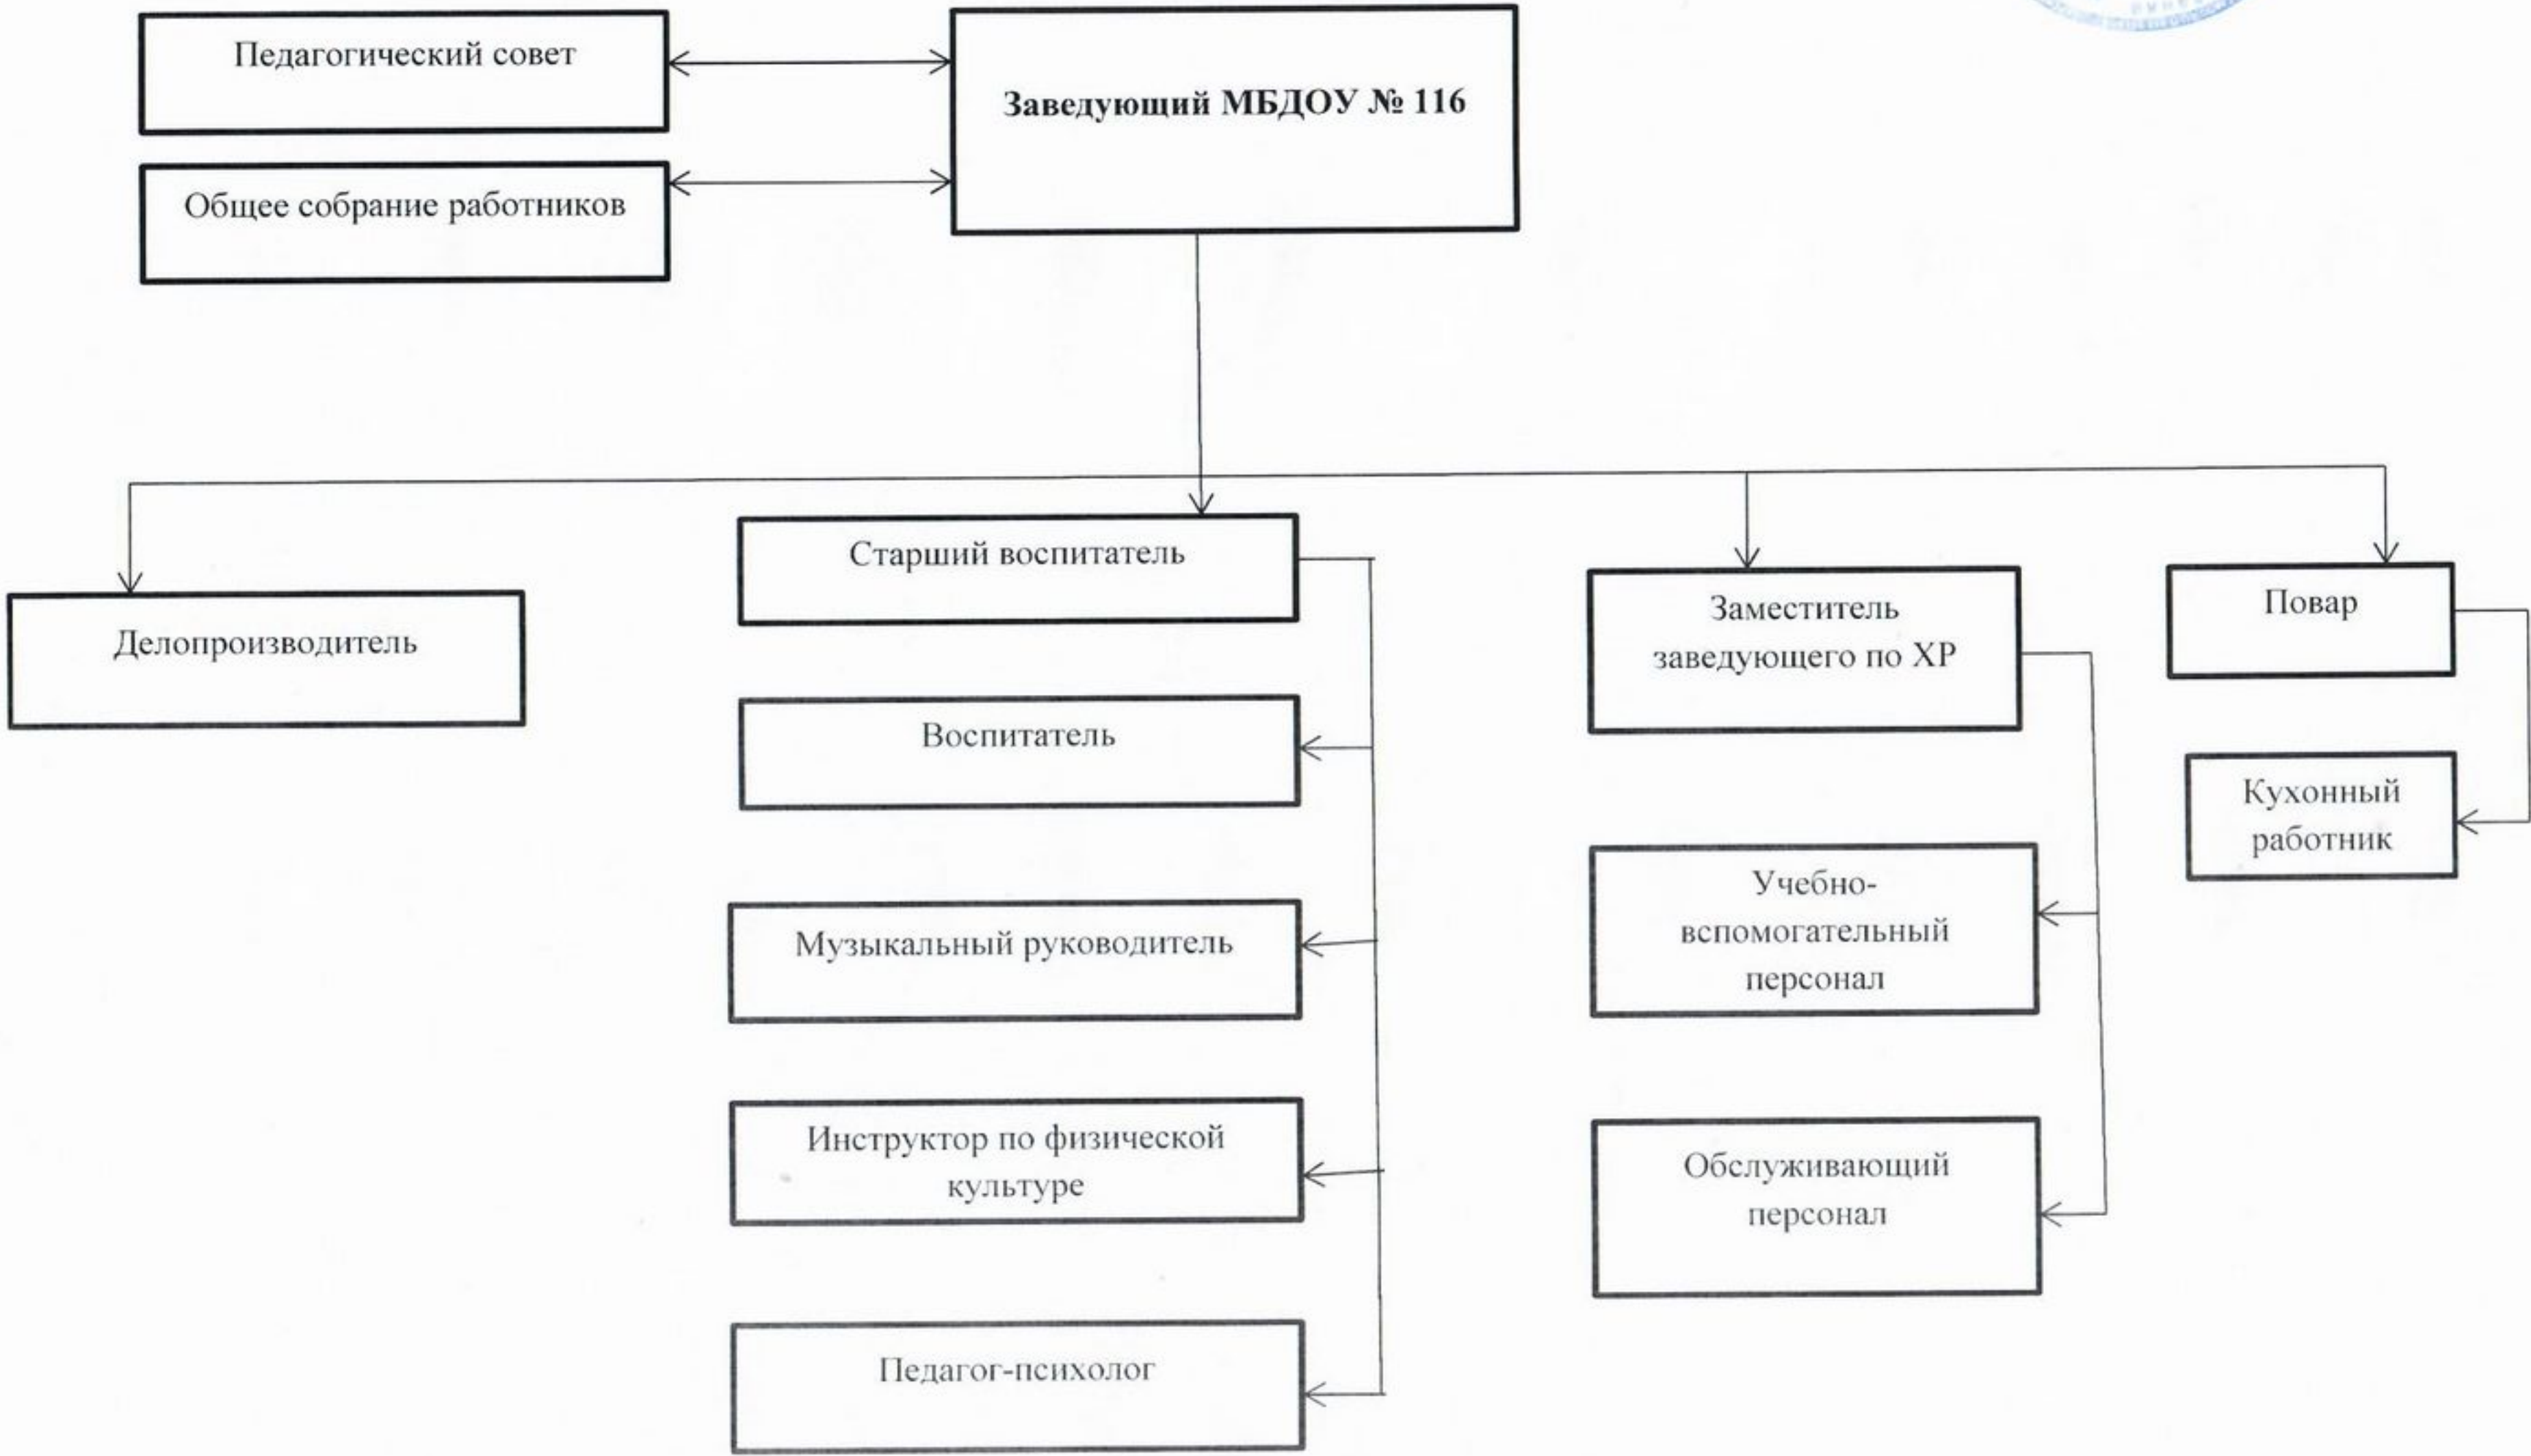 Педагогический совет
Заведующий МБДОУ № 116
Общее собрание работников
Делопроизводитель
Старший воспитатель
Воспитатель
Музыкальный руководитель
Инструктор по физической
культуре
Педагог-психолог
Заместитель
заведующего по ХР
Учебно-
вспомогательный
персонал
Обслуживающий
персонал
Повар
Кухонный
работник